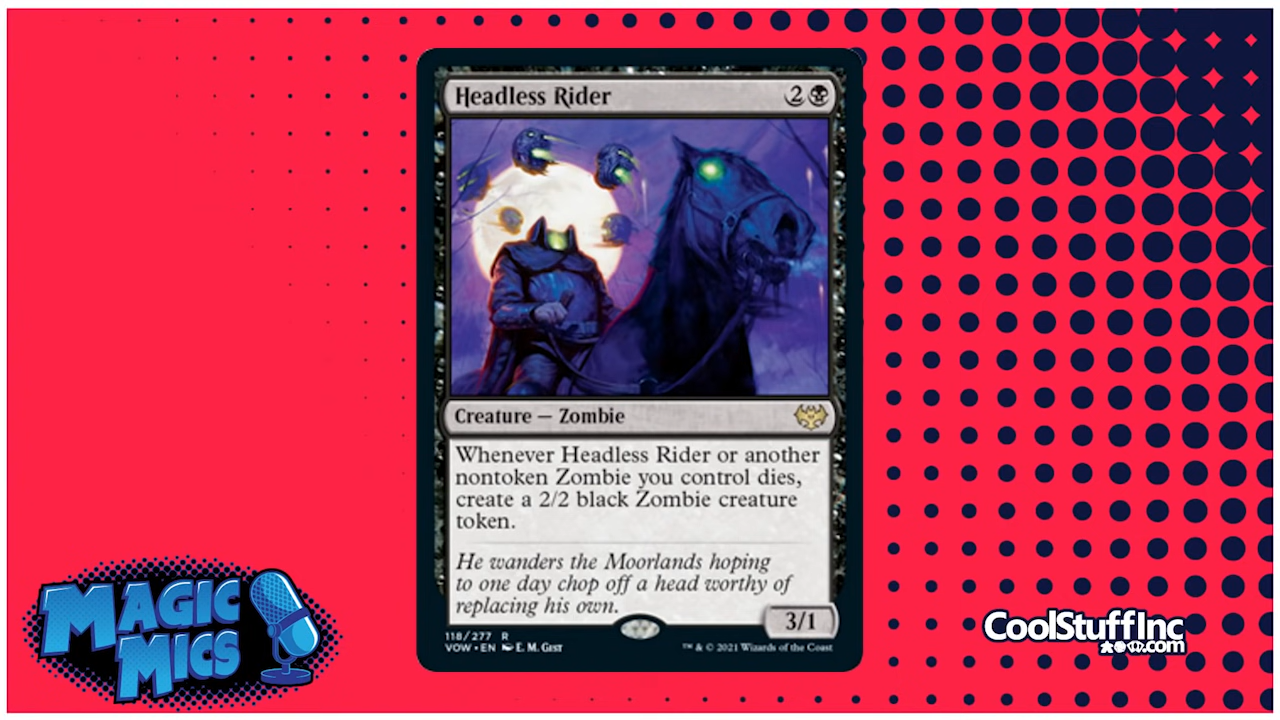 Headless Rider 2
Creature — Zombie
Whenever Headless Rider or another
nontoken Zombie you control dies,
create a 2/2 black Zombie creature
token.
He wanders the Moorlands hoping
to one day chop off a head worthy of
replacing his own.
3/1
118/277 R
VOW • EN E. M. Gist
™ & © 2021 Wizards of the Coast
MAGIC
MICS
CoolStuffInc
.com